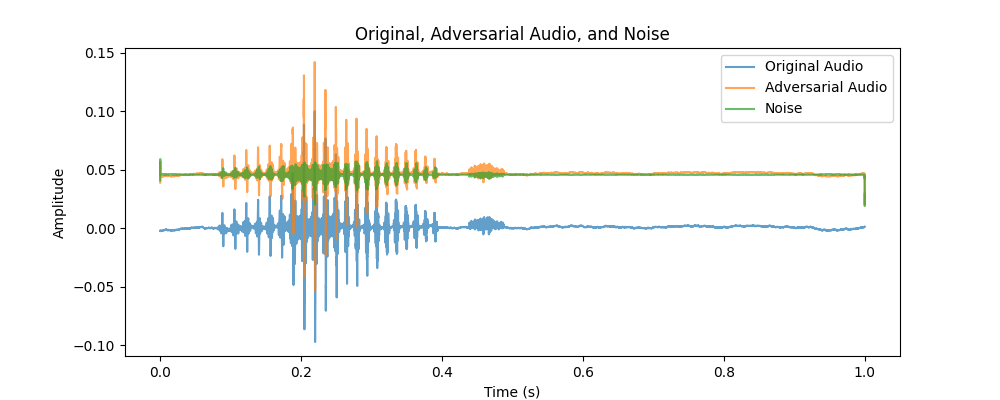 Original, Adversarial Audio, and Noise
Original Audio
Adversarial Audio
Noise
Amplitude
0.15
0.10
0.05
0.00
−0.05
−0.10
0.0 0.2 0.4 0.6 0.8 1.0
Time (s)